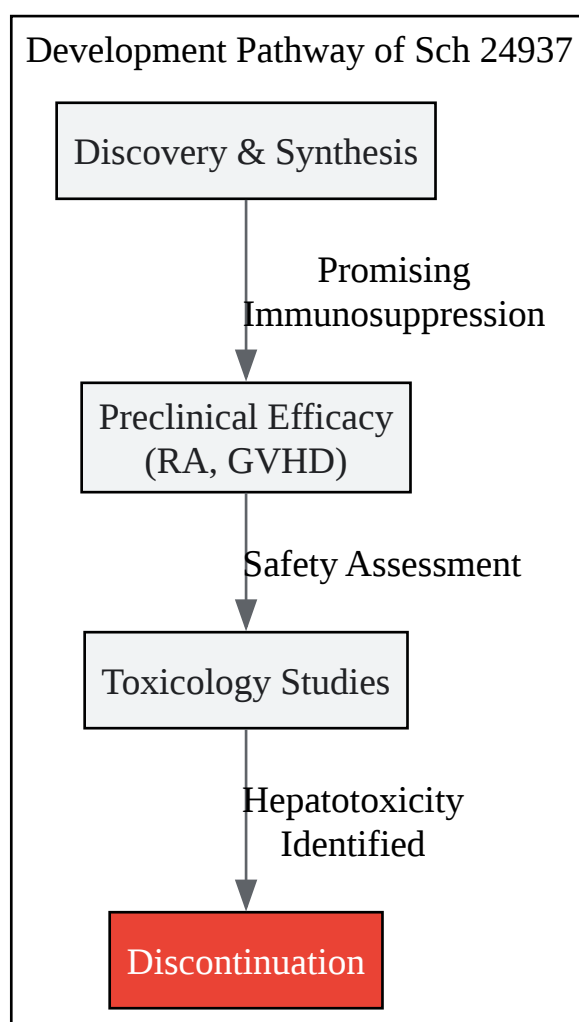 Development Pathway of Sch 24937
Discovery & Synthesis
Promising
Immunosuppression
Preclinical Efficacy
(RA, GVHD)
Safety Assessment
Toxicology Studies
Hepatotoxicity
Identified
Discontinuation